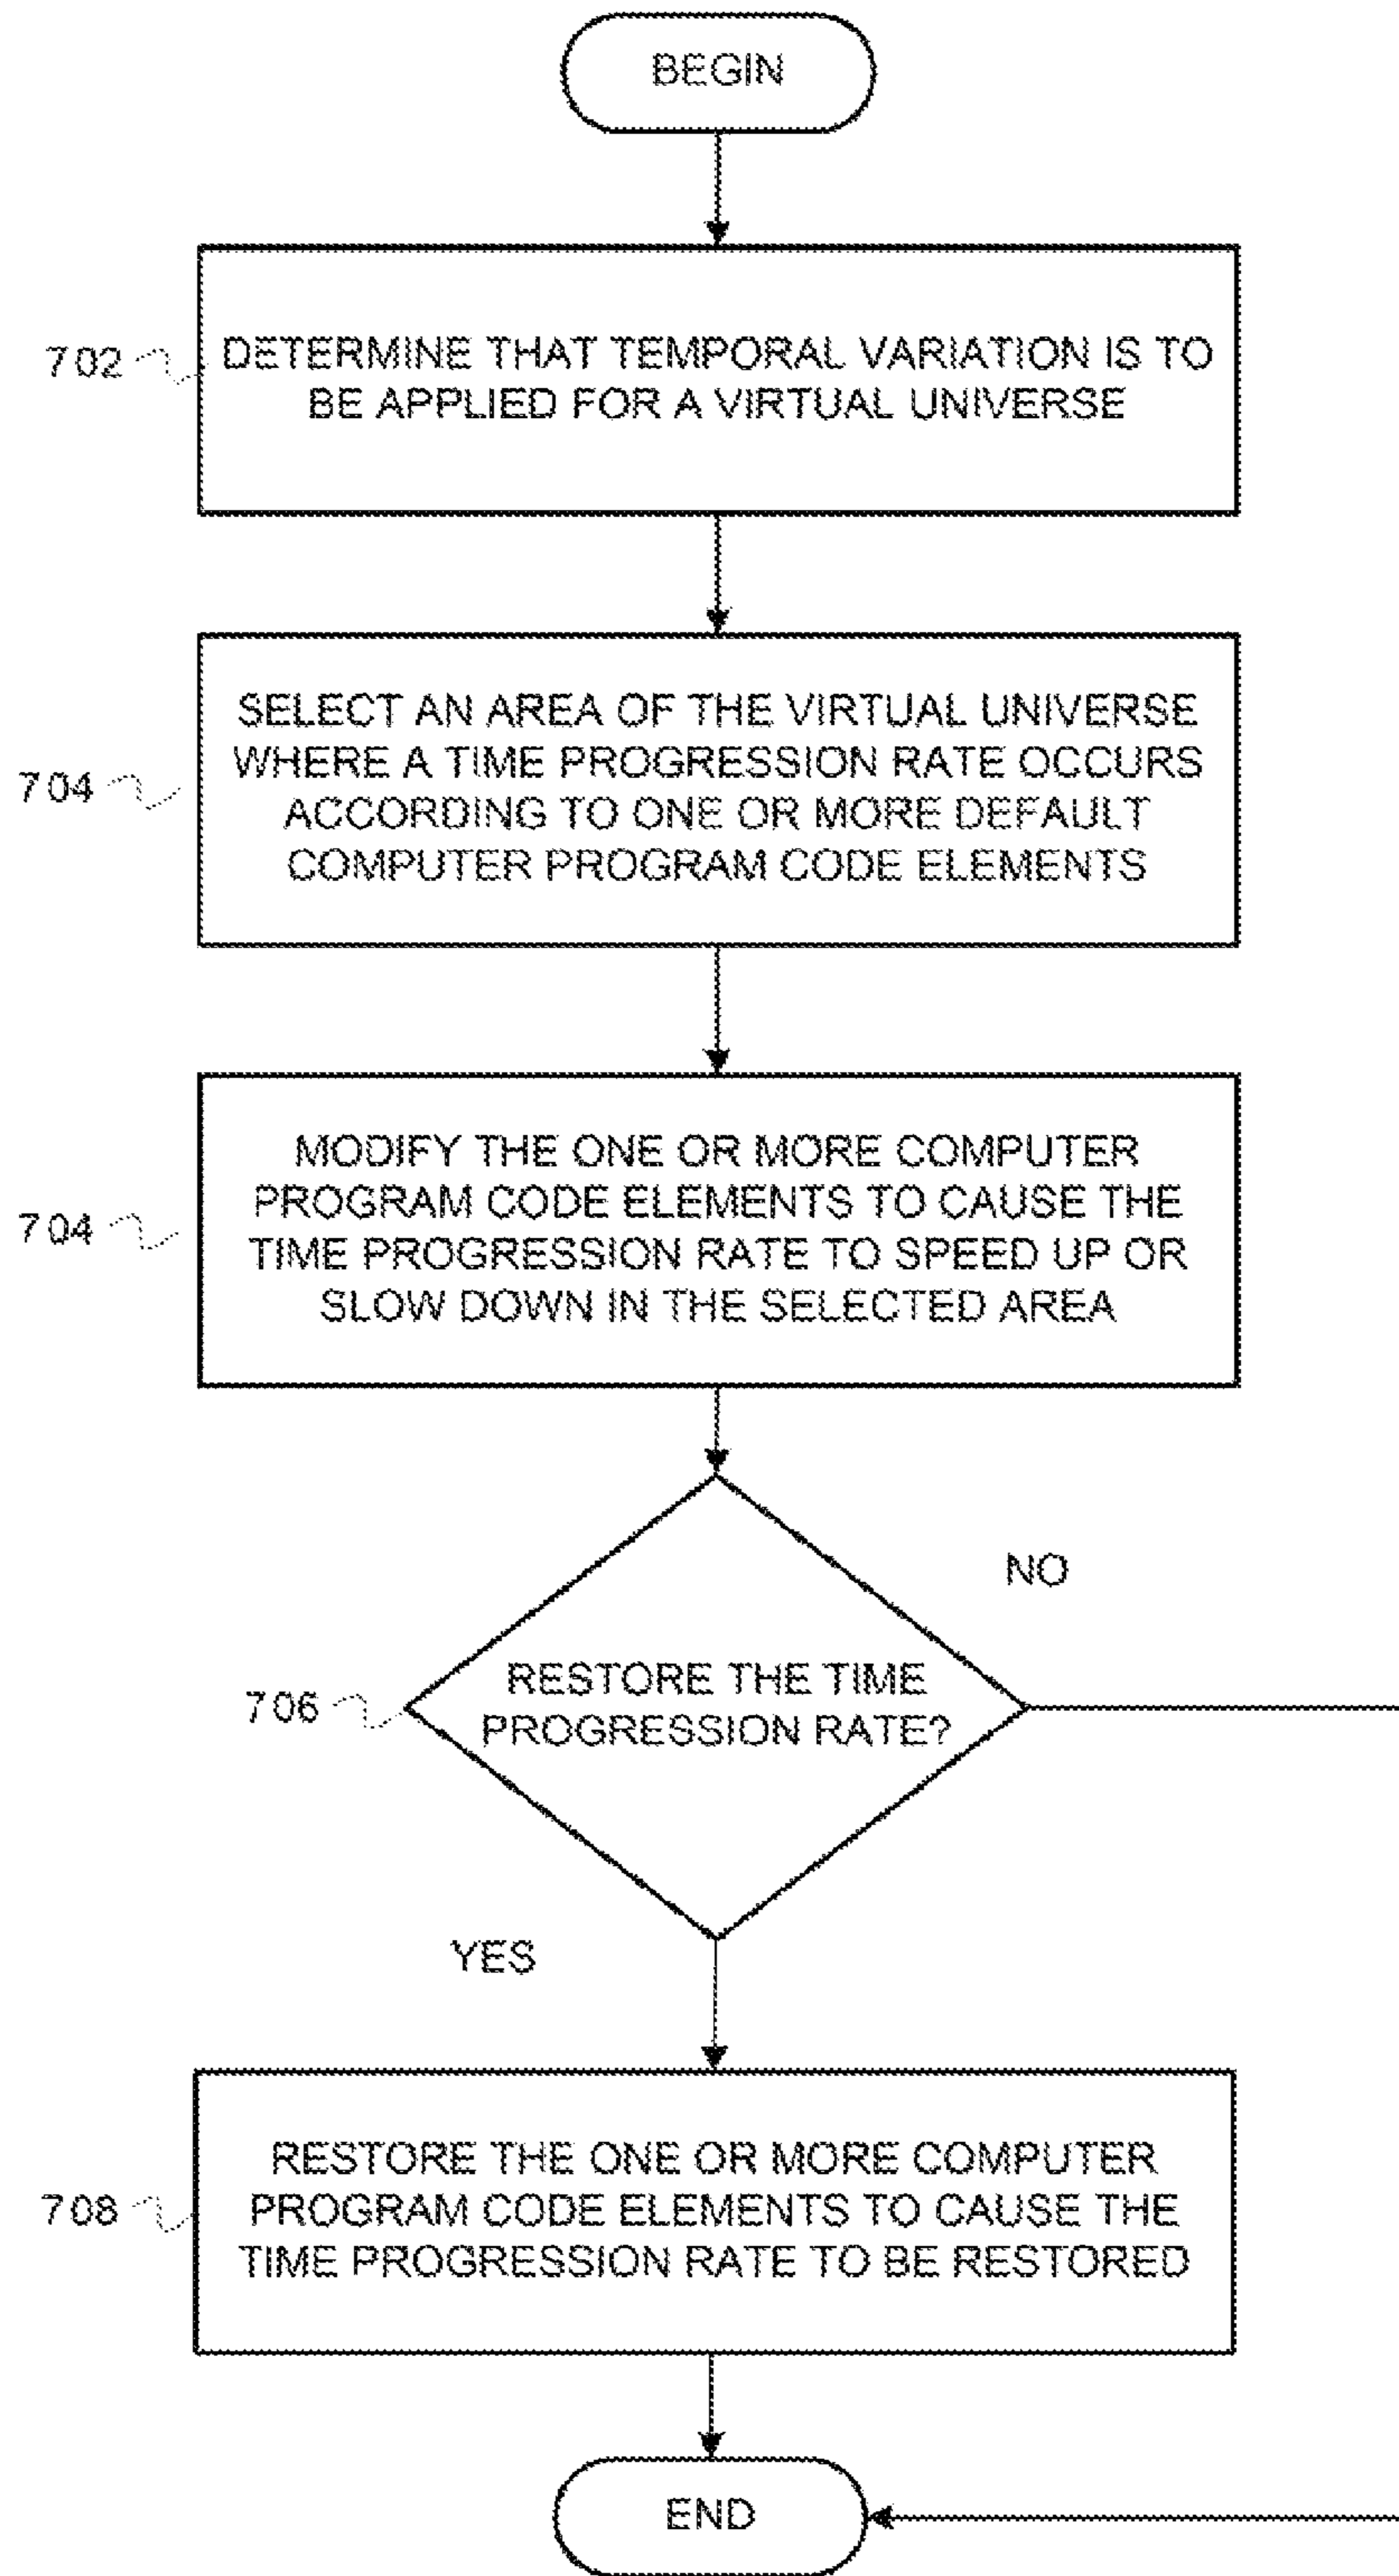 BEGIN
702
DETERMINE THAT TEMPORAL VARIATION IS TO
BE APPLIED FOR A VIRTUAL UNIVERSE
704
SELECT AN AREA OF THE VIRTUAL UNIVERSE
WHERE A TIME PROGRESSION RATE OCCURS
ACCORDING TO ONE OR MORE DEFAULT
COMPUTER PROGRAM CODE ELEMENTS
704
MODIFY THE ONE OR MORE COMPUTER
PROGRAM CODE ELEMENTS TO CAUSE THE
TIME PROGRESSION RATE TO SPEED UP OR
SLOW DOWN IN THE SELECTED AREA
NO
706
RESTORE THE TIME
PROGRESSION RATE?
YES
708
RESTORE THE ONE OR MORE COMPUTER
PROGRAM CODE ELEMENTS TO CAUSE THE
TIME PROGRESSION RATE TO BE RESTORED
END